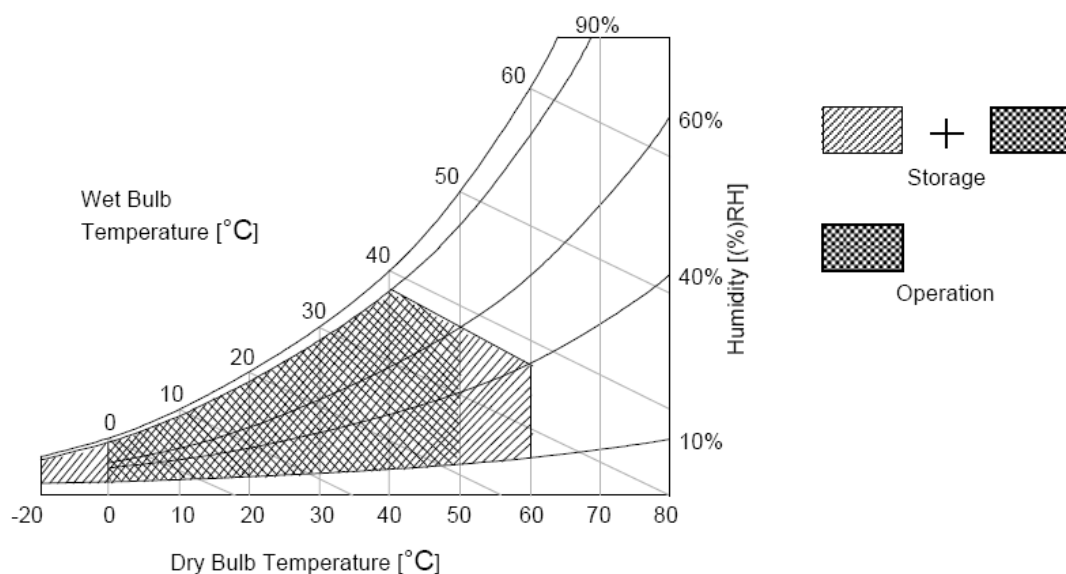 90%
60
60%
50
Wet Bulb
Temperature [°C]
40
30
20
10
0
40%
10%
Humidity [(%)RH]
-20 0 10 20 30 40 50 60 70 80
Dry Bulb Temperature [°C]
+
Storage
Operation